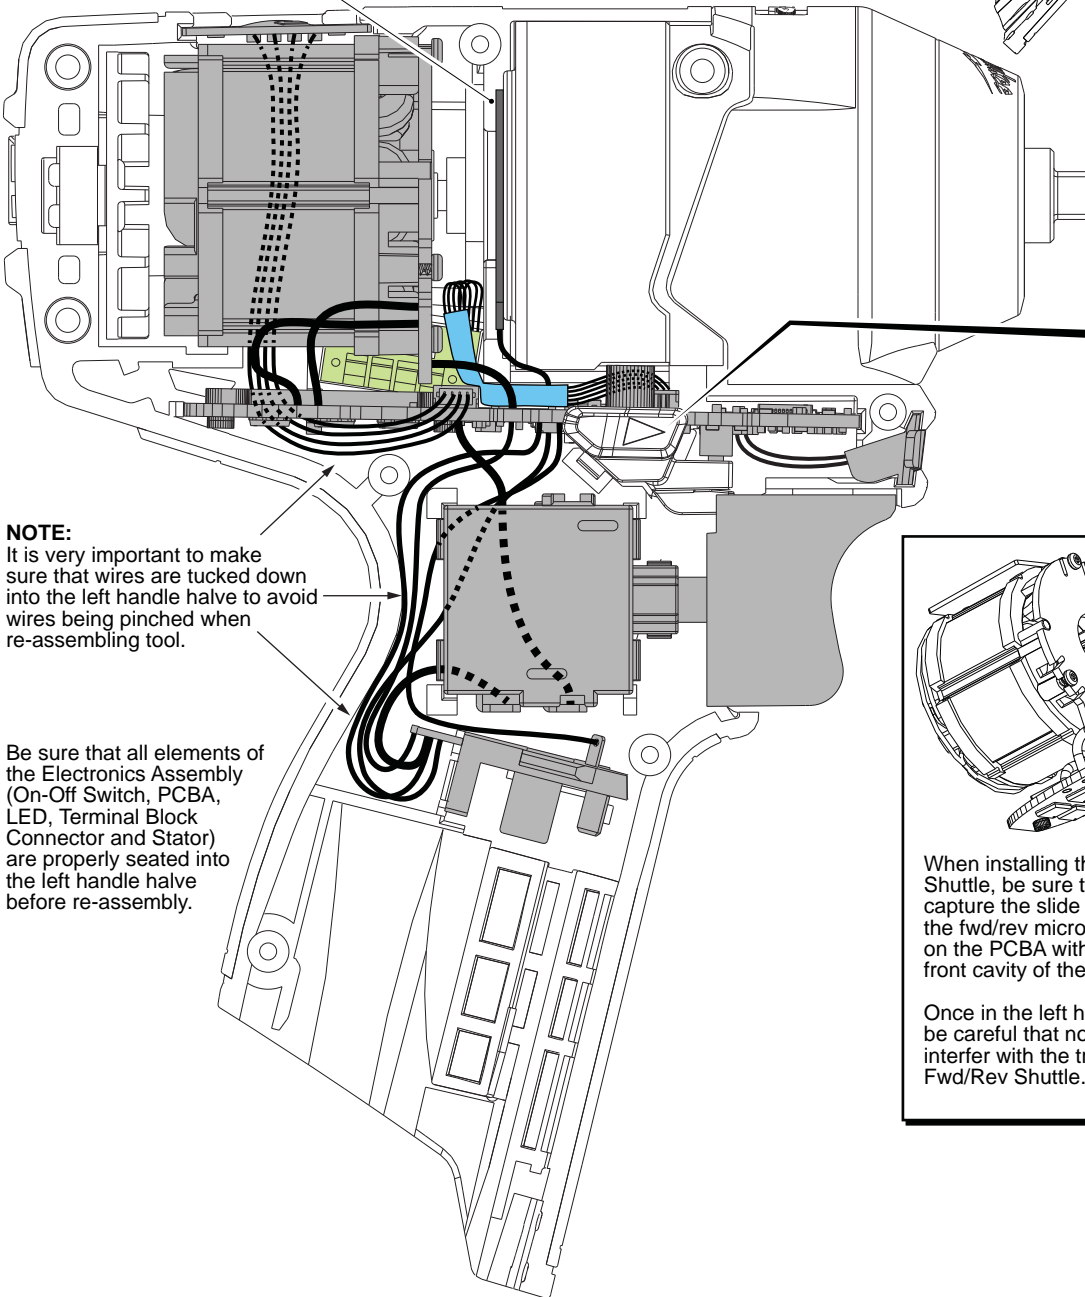 NOTE:
It is very important to make
sure that wires are tucked down
into the left handle halve to avoid
wires being pinched when
re-assembling tool.
Be sure that all elements of
the Electronics Assembly
(On-Off Switch, PCBA,
LED, Terminal Block
Connector and Stator)
are properly seated into
the left handle halve
before re-assembly.
When installing th
Shuttle, be sure t
capture the slide
the fwd/rev micro
on the PCBA with
front cavity of the
Once in the left h
be careful that no
interfer with the tr
Fwd/Rev Shuttle.